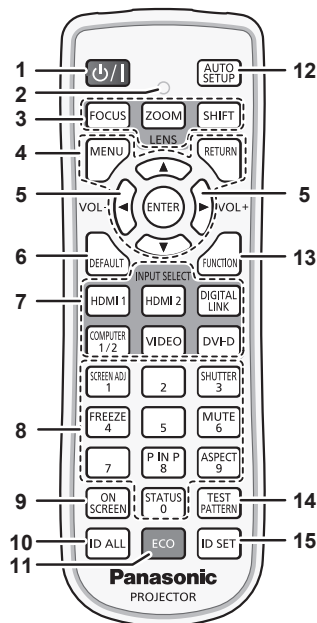 1
⏻/|
AUTO
SETUP
12
2
3
FOCUS
ZOOM
SHIFT
LENS
4
MENU
RETURN
5
VOL-
ENTER
VOL+
5
6
DEFAULT
FUNCTION
13
INPUT SELECT
7
HDMI 1
HDMI 2
DIGITAL
LINK
COMPUTER
1/2
VIDEO
DVI-D
8
SCREEN ADJ
1
2
SHUTTER
3
FREEZE
4
5
MUTE
6
7
P IN P
8
ASPECT
9
9
ON
SCREEN
STATUS
0
TEST
PATTERN
14
10
ID ALL
ECO
ID SET
15
11
Panasonic
PROJECTOR